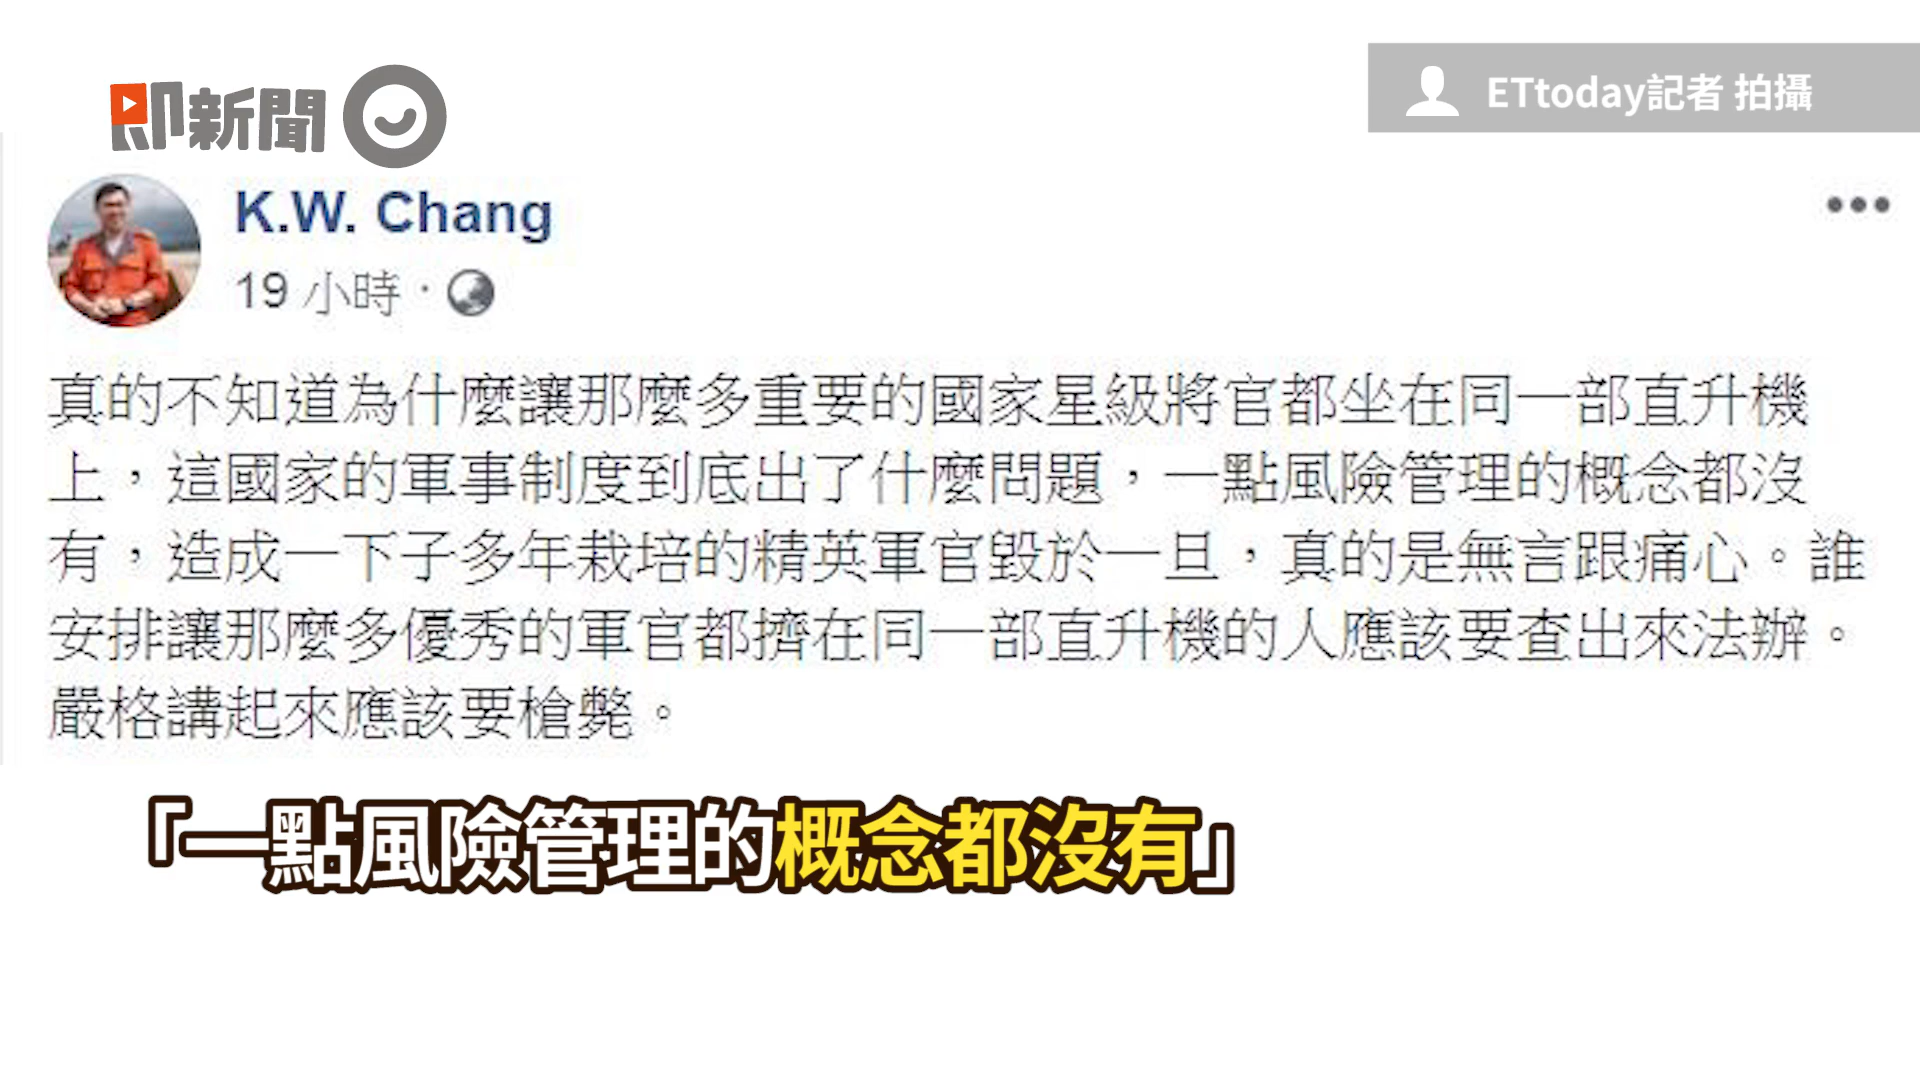 即新聞
ETtoday記者 拍攝
K.W. Chang
19 小時·
真的不知道為什麼讓那麼多重要的國家星級將官都坐在同一部直升機
上，這國家的軍事制度到底出了什麼問題，一點風險管理的概念都沒
有，造成一下子多年栽培的精英軍官毀於一旦，真的是無言跟痛心。誰
安排讓那麼多優秀的軍官都擠在同一部直升機的人應該要查出來法辦。
嚴格講起來應該要槍斃。
「一點風險管理的概念都沒有」